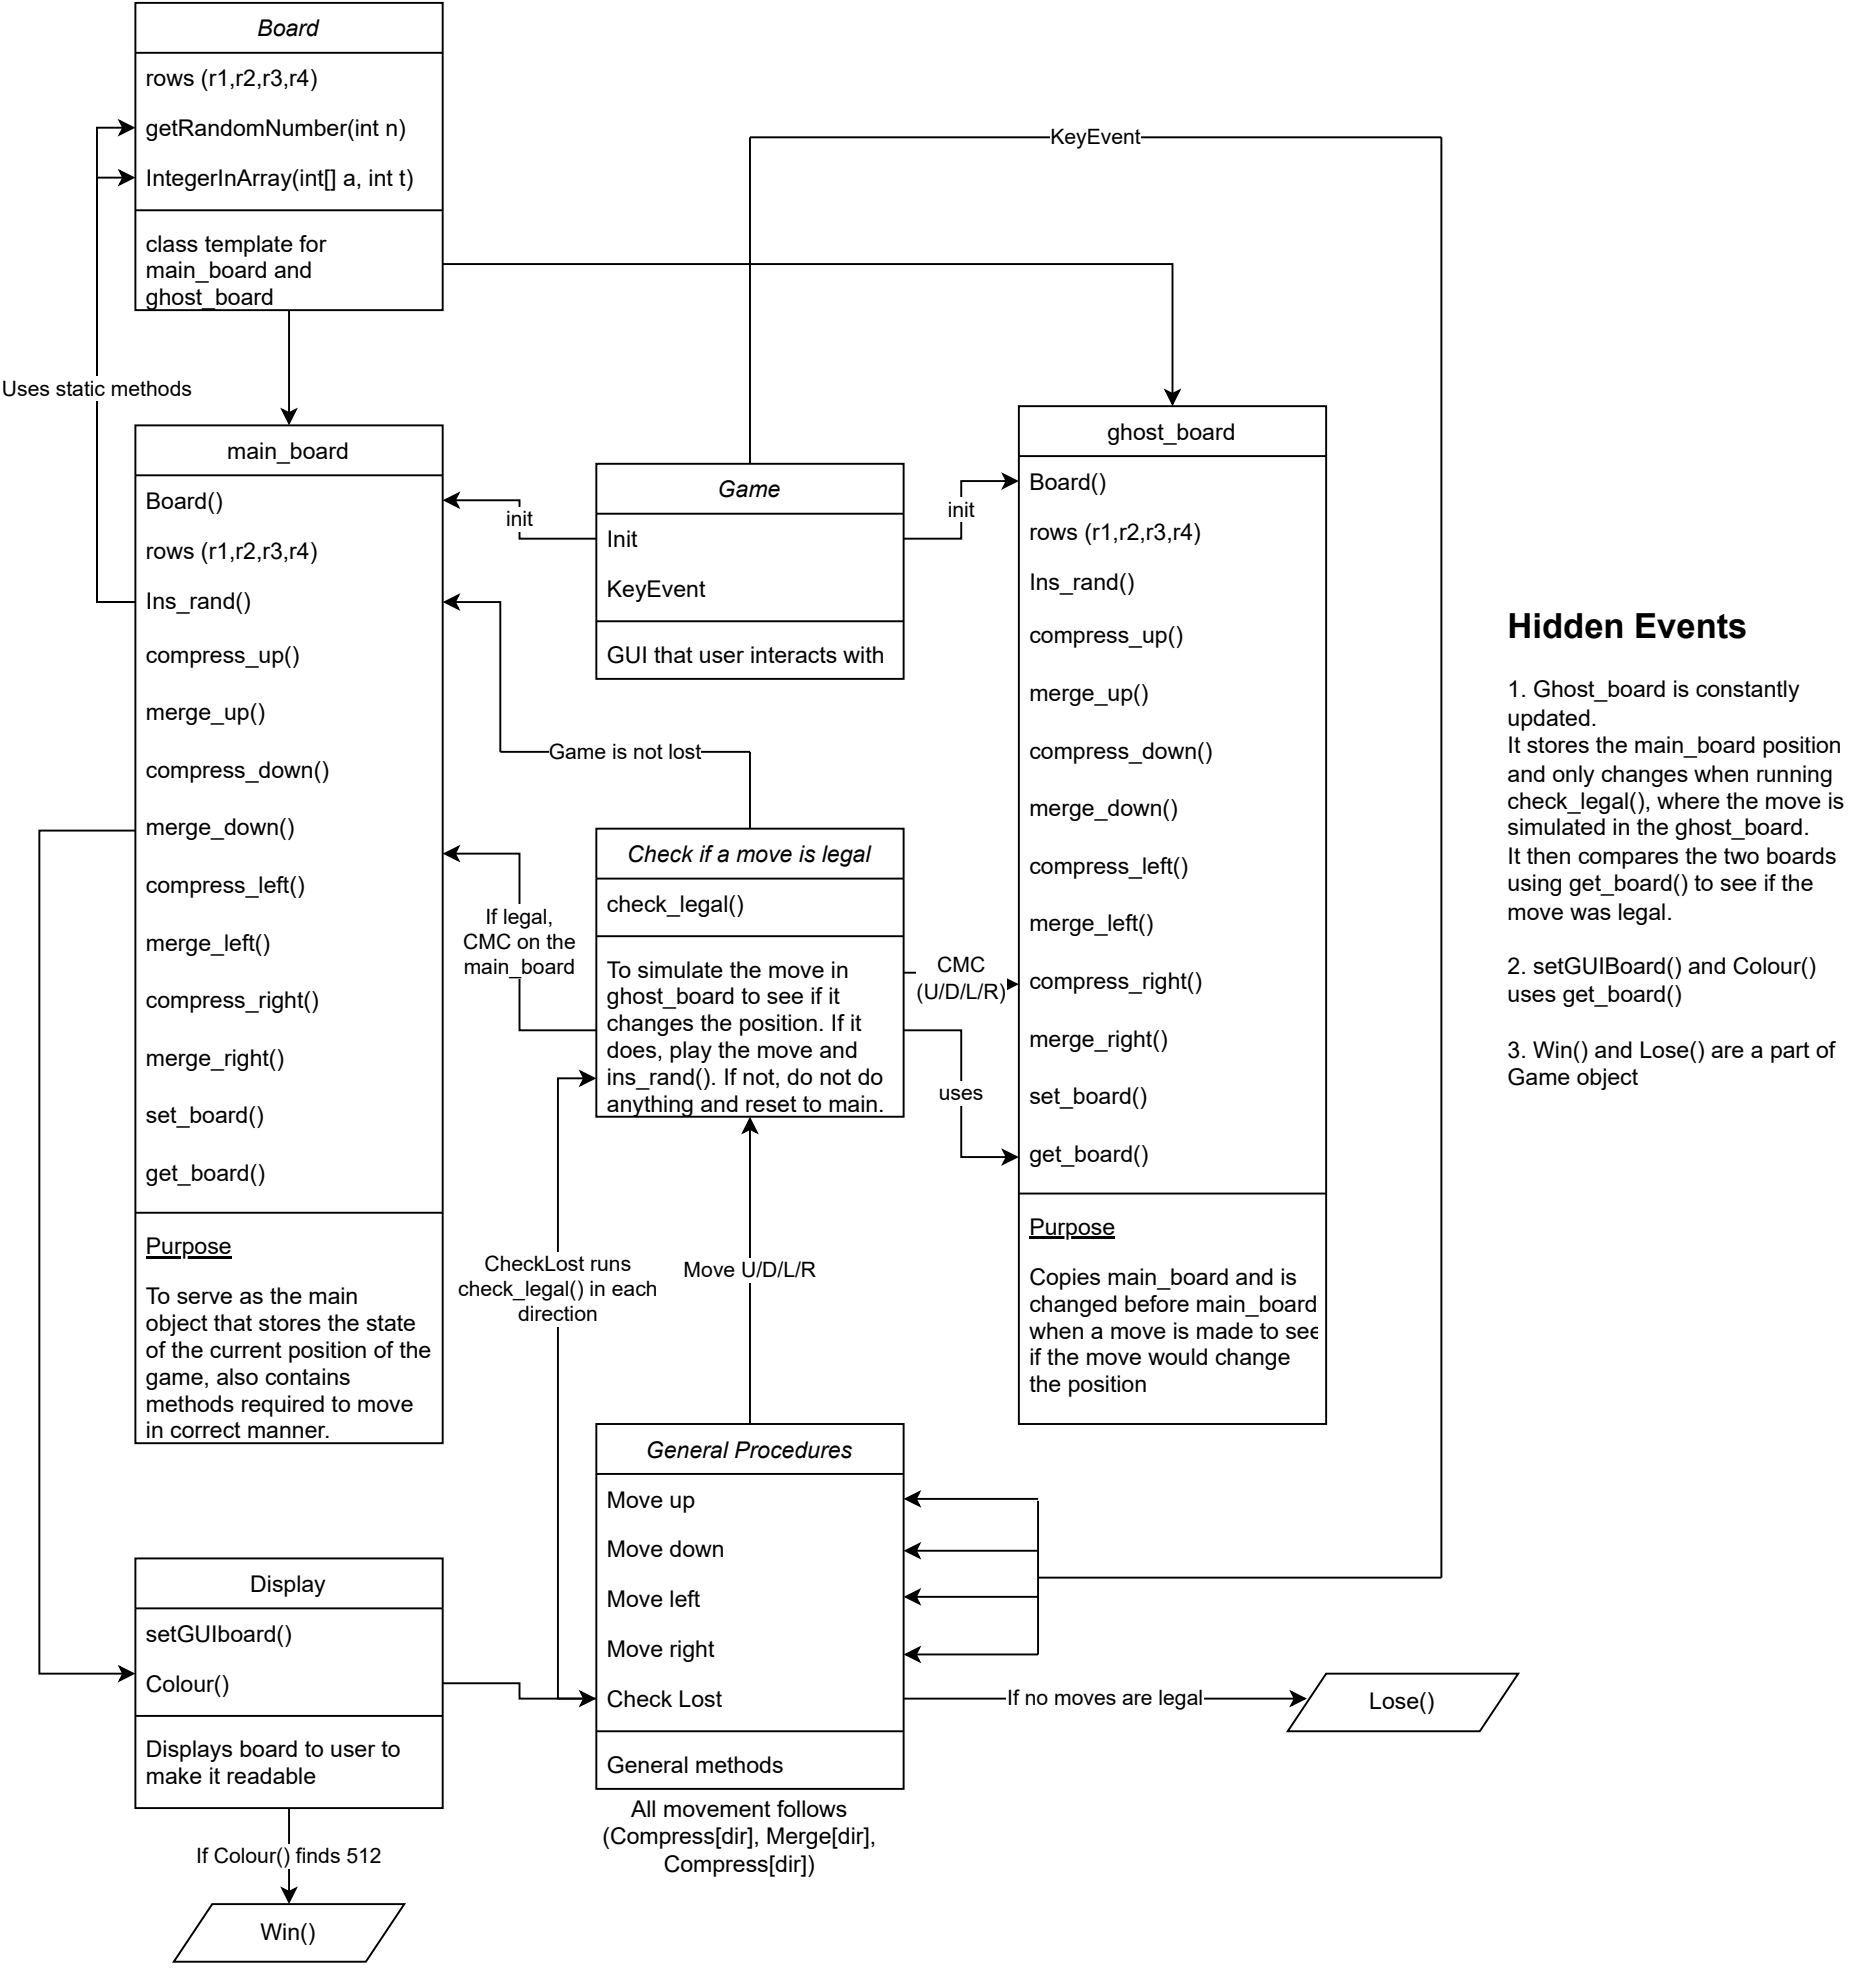 Board
rows (r1,r2,r3,r4)
getRandomNumber(int n)
IntegerInArray(int[] a, int t)
class template for
main_board and
ghost_board
KeyEvent
Uses static methods
main_board
Board()
rows (r1,r2,r3,r4)
Ins_rand()
compress_up()
merge_up()
compress_down()
merge_down()
compress_left()
merge_left()
compress_right()
merge_right()
set_board()
get_board()
Purpose
To serve as the main
object that stores the state
of the current position of the
game, also contains
methods required to move
in correct manner.
init
Game
Init
KeyEvent
GUI that user interacts with
init
ghost_board
Board()
rows (r1,r2,r3,r4)
Ins_rand()
compress_up()
merge_up()
compress_down()
merge_down()
compress_left()
merge_left()
compress_right()
merge_right()
set_board()
get_board()
Purpose
Copies main_board and is
changed before main_board
when a move is made to see
if the move would change
the position
Hidden Events
1. Ghost_board is constantly
updated.
It stores the main_board position
and only changes when running
check_legal(), where the move is
simulated in the ghost_board.
It then compares the two boards
using get_board() to see if the
move was legal.
2. setGUIBoard() and Colour()
uses get_board()
3. Win() and Lose() are a part of
Game object
Game is not lost
Check if a move is legal
check_legal()
To simulate the move in
ghost_board to see if it
changes the position. If it
does, play the move and
ins_rand(). If not, do not do
anything and reset to main.
If legal,
CMC on the
main_board
CMC
(U/D/L/R)
uses
CheckLost runs
check_legal() in each
direction
Move U/D/L/R
General Procedures
Move up
Move down
Move left
Move right
Check Lost
General methods
All movement follows
(Compress[dir], Merge[dir],
Compress[dir])
If no moves are legal
Lose()
Display
setGUIboard()
Colour()
Displays board to user to
make it readable
If Colour() finds 512
Win()